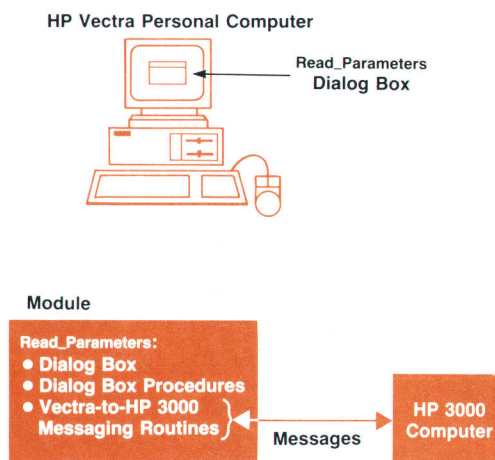 HP Vectra Personal Computer
Read_Parameters
Dialog Box
Module
Read_Parameters:
● Dialog Box
● Dialog Box Procedures
● Vectra-to-HP 3000
Messaging Routines
Messages
HP 3000
Computer